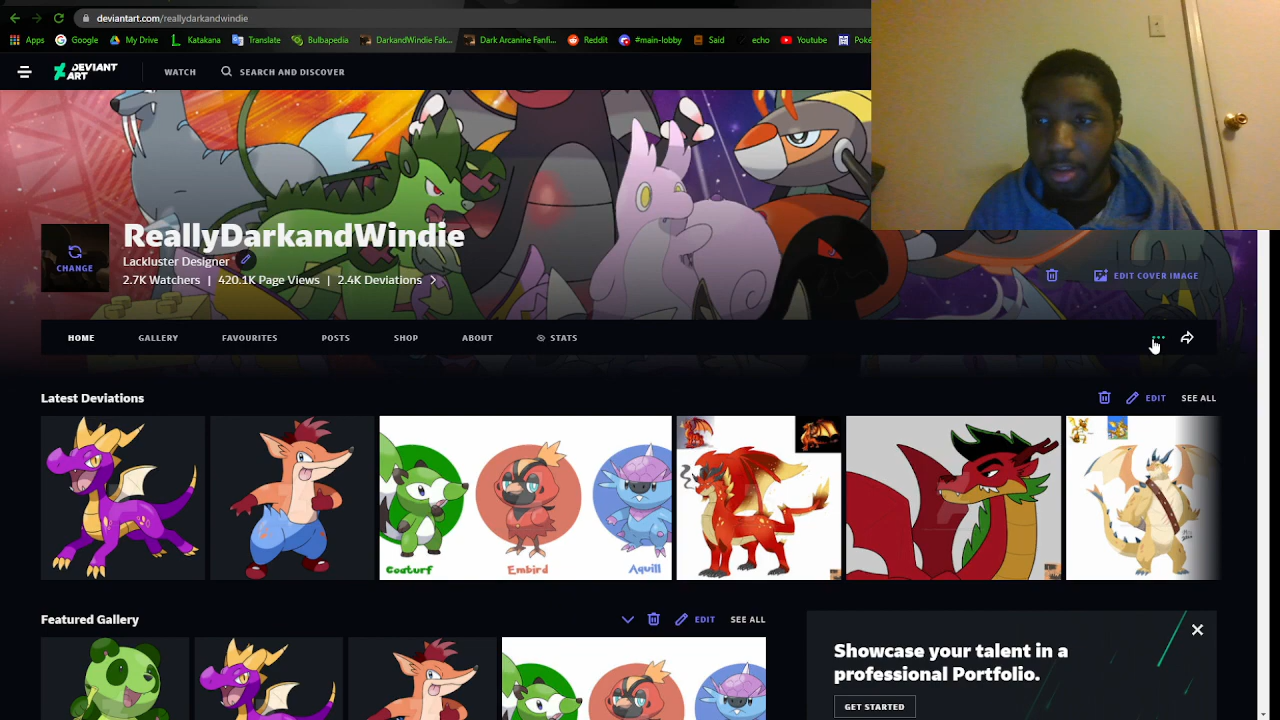 deviantart.com/reallydarkandwindie
Apps Google My Drive Katakana Translate Bulbapedia DarkandWindie Fak... Dark Arcanine Fanfi... Reddit #main-lobby Said echo Youtube Poké
DEVIANT ART WATCH SEARCH AND DISCOVER
ReallyDarkandWindie
CHANGE
Lackluster Designer
2.7K Watchers | 420.1K Page Views | 2.4K Deviations
EDIT COVER IMAGE
HOME GALLERY FAVOURITES POSTS SHOP ABOUT STATS
Latest Deviations EDIT SEE ALL
Coaturf Embird Aquill
Featured Gallery EDIT SEE ALL
Showcase your talent in a
professional Portfolio.
GET STARTED